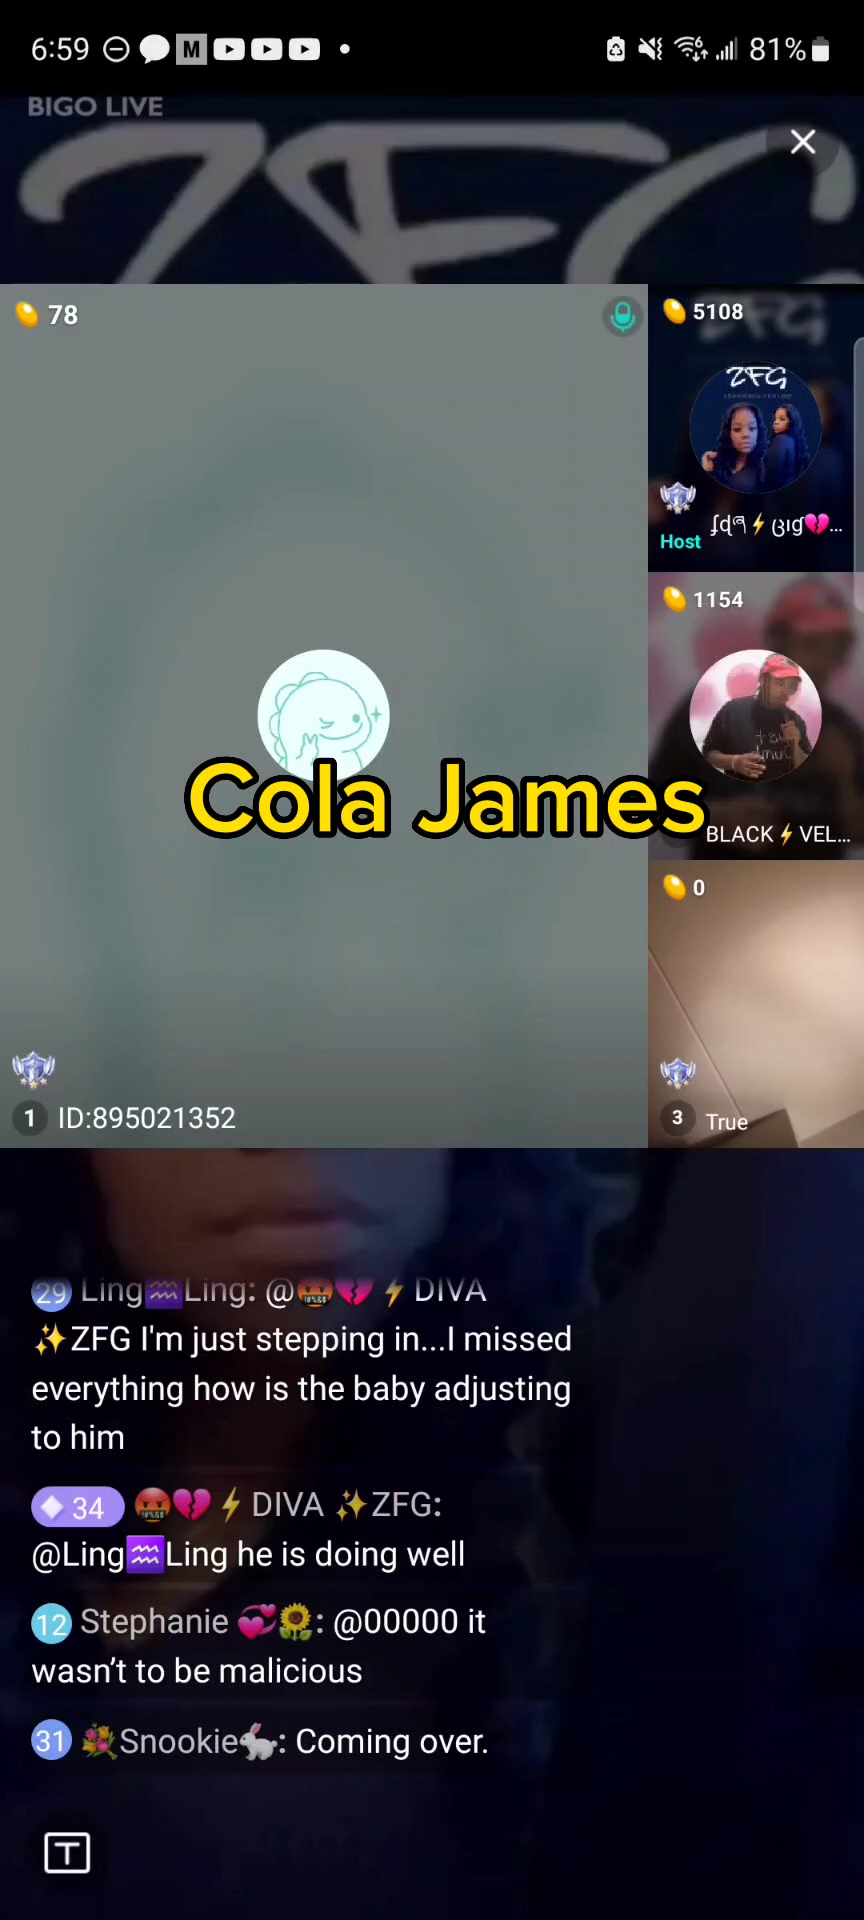 6:59 M 81%
BIGO LIVE
ZFG
78
5108
ZFG
Host
1154
BLACK⚡VEL...
Cola James
0
1 ID:895021352
3 True
29 Ling♒Ling: @🤬💔⚡DIVA
✨ZFG I'm just stepping in...I missed
everything how is the baby adjusting
to him
34 🤬💔⚡DIVA ✨ZFG:
@Ling♒Ling he is doing well
12 Stephanie 💞🌻: @00000 it
wasn't to be malicious
31 💐Snookie🐇: Coming over.
T